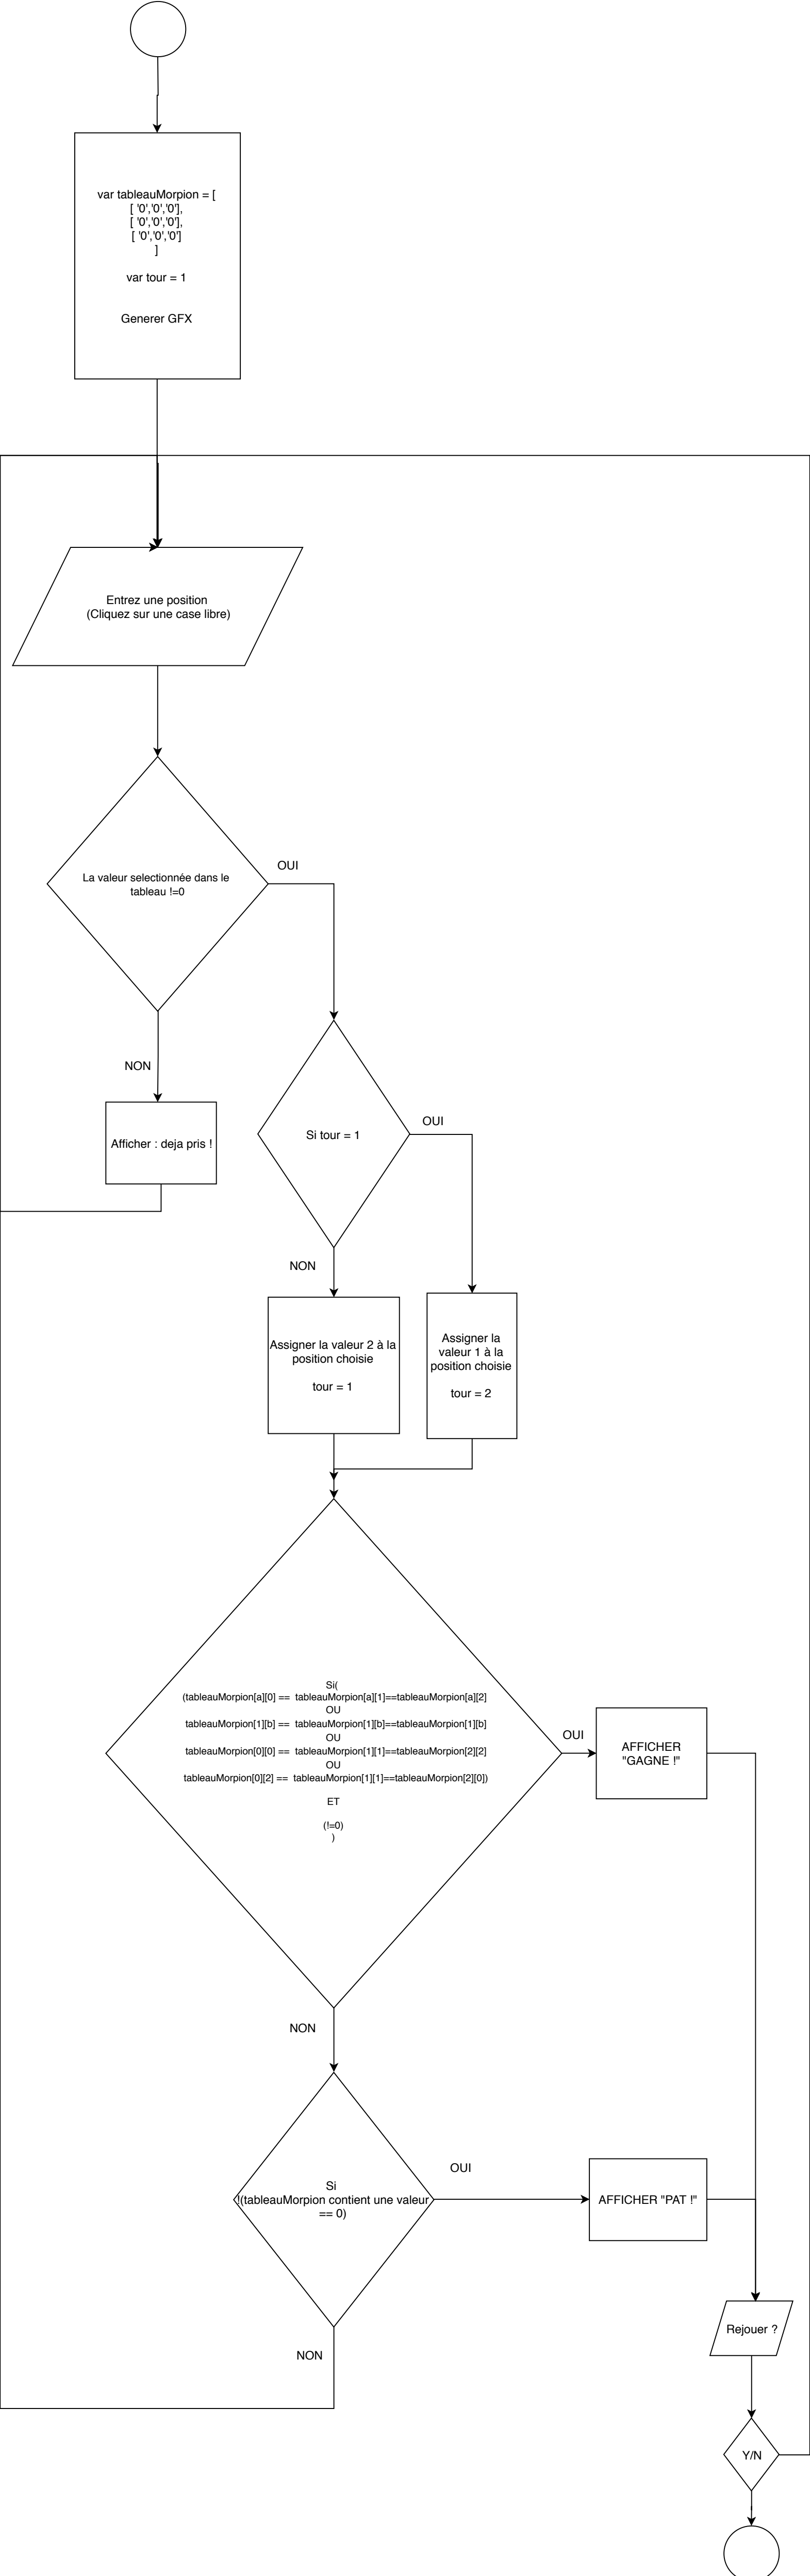 var tableauMorpion = [
[ '0','0','0'],
[ '0','0','0'],
[ '0','0','0']
]
var tour = 1
Generer GFX
Entrez une position
(Cliquez sur une case libre)
La valeur selectionnée dans le
tableau !=0
OUI
NON
Afficher : deja pris !
Si tour = 1
OUI
NON
Assigner la valeur 2 à la
position choisie
tour = 1
Assigner la
valeur 1 à la
position choisie
tour = 2
Si(
(tableauMorpion[a][0] == tableauMorpion[a][1]==tableauMorpion[a][2]
OU
tableauMorpion[1][b] == tableauMorpion[1][b]==tableauMorpion[1][b]
OU
tableauMorpion[0][0] == tableauMorpion[1][1]==tableauMorpion[2][2]
OU
tableauMorpion[0][2] == tableauMorpion[1][1]==tableauMorpion[2][0])
ET
(!=0)
)
OUI
AFFICHER
"GAGNE !"
NON
Si
!(tableauMorpion contient une valeur
== 0)
OUI
AFFICHER "PAT !"
NON
Rejouer ?
Y/N